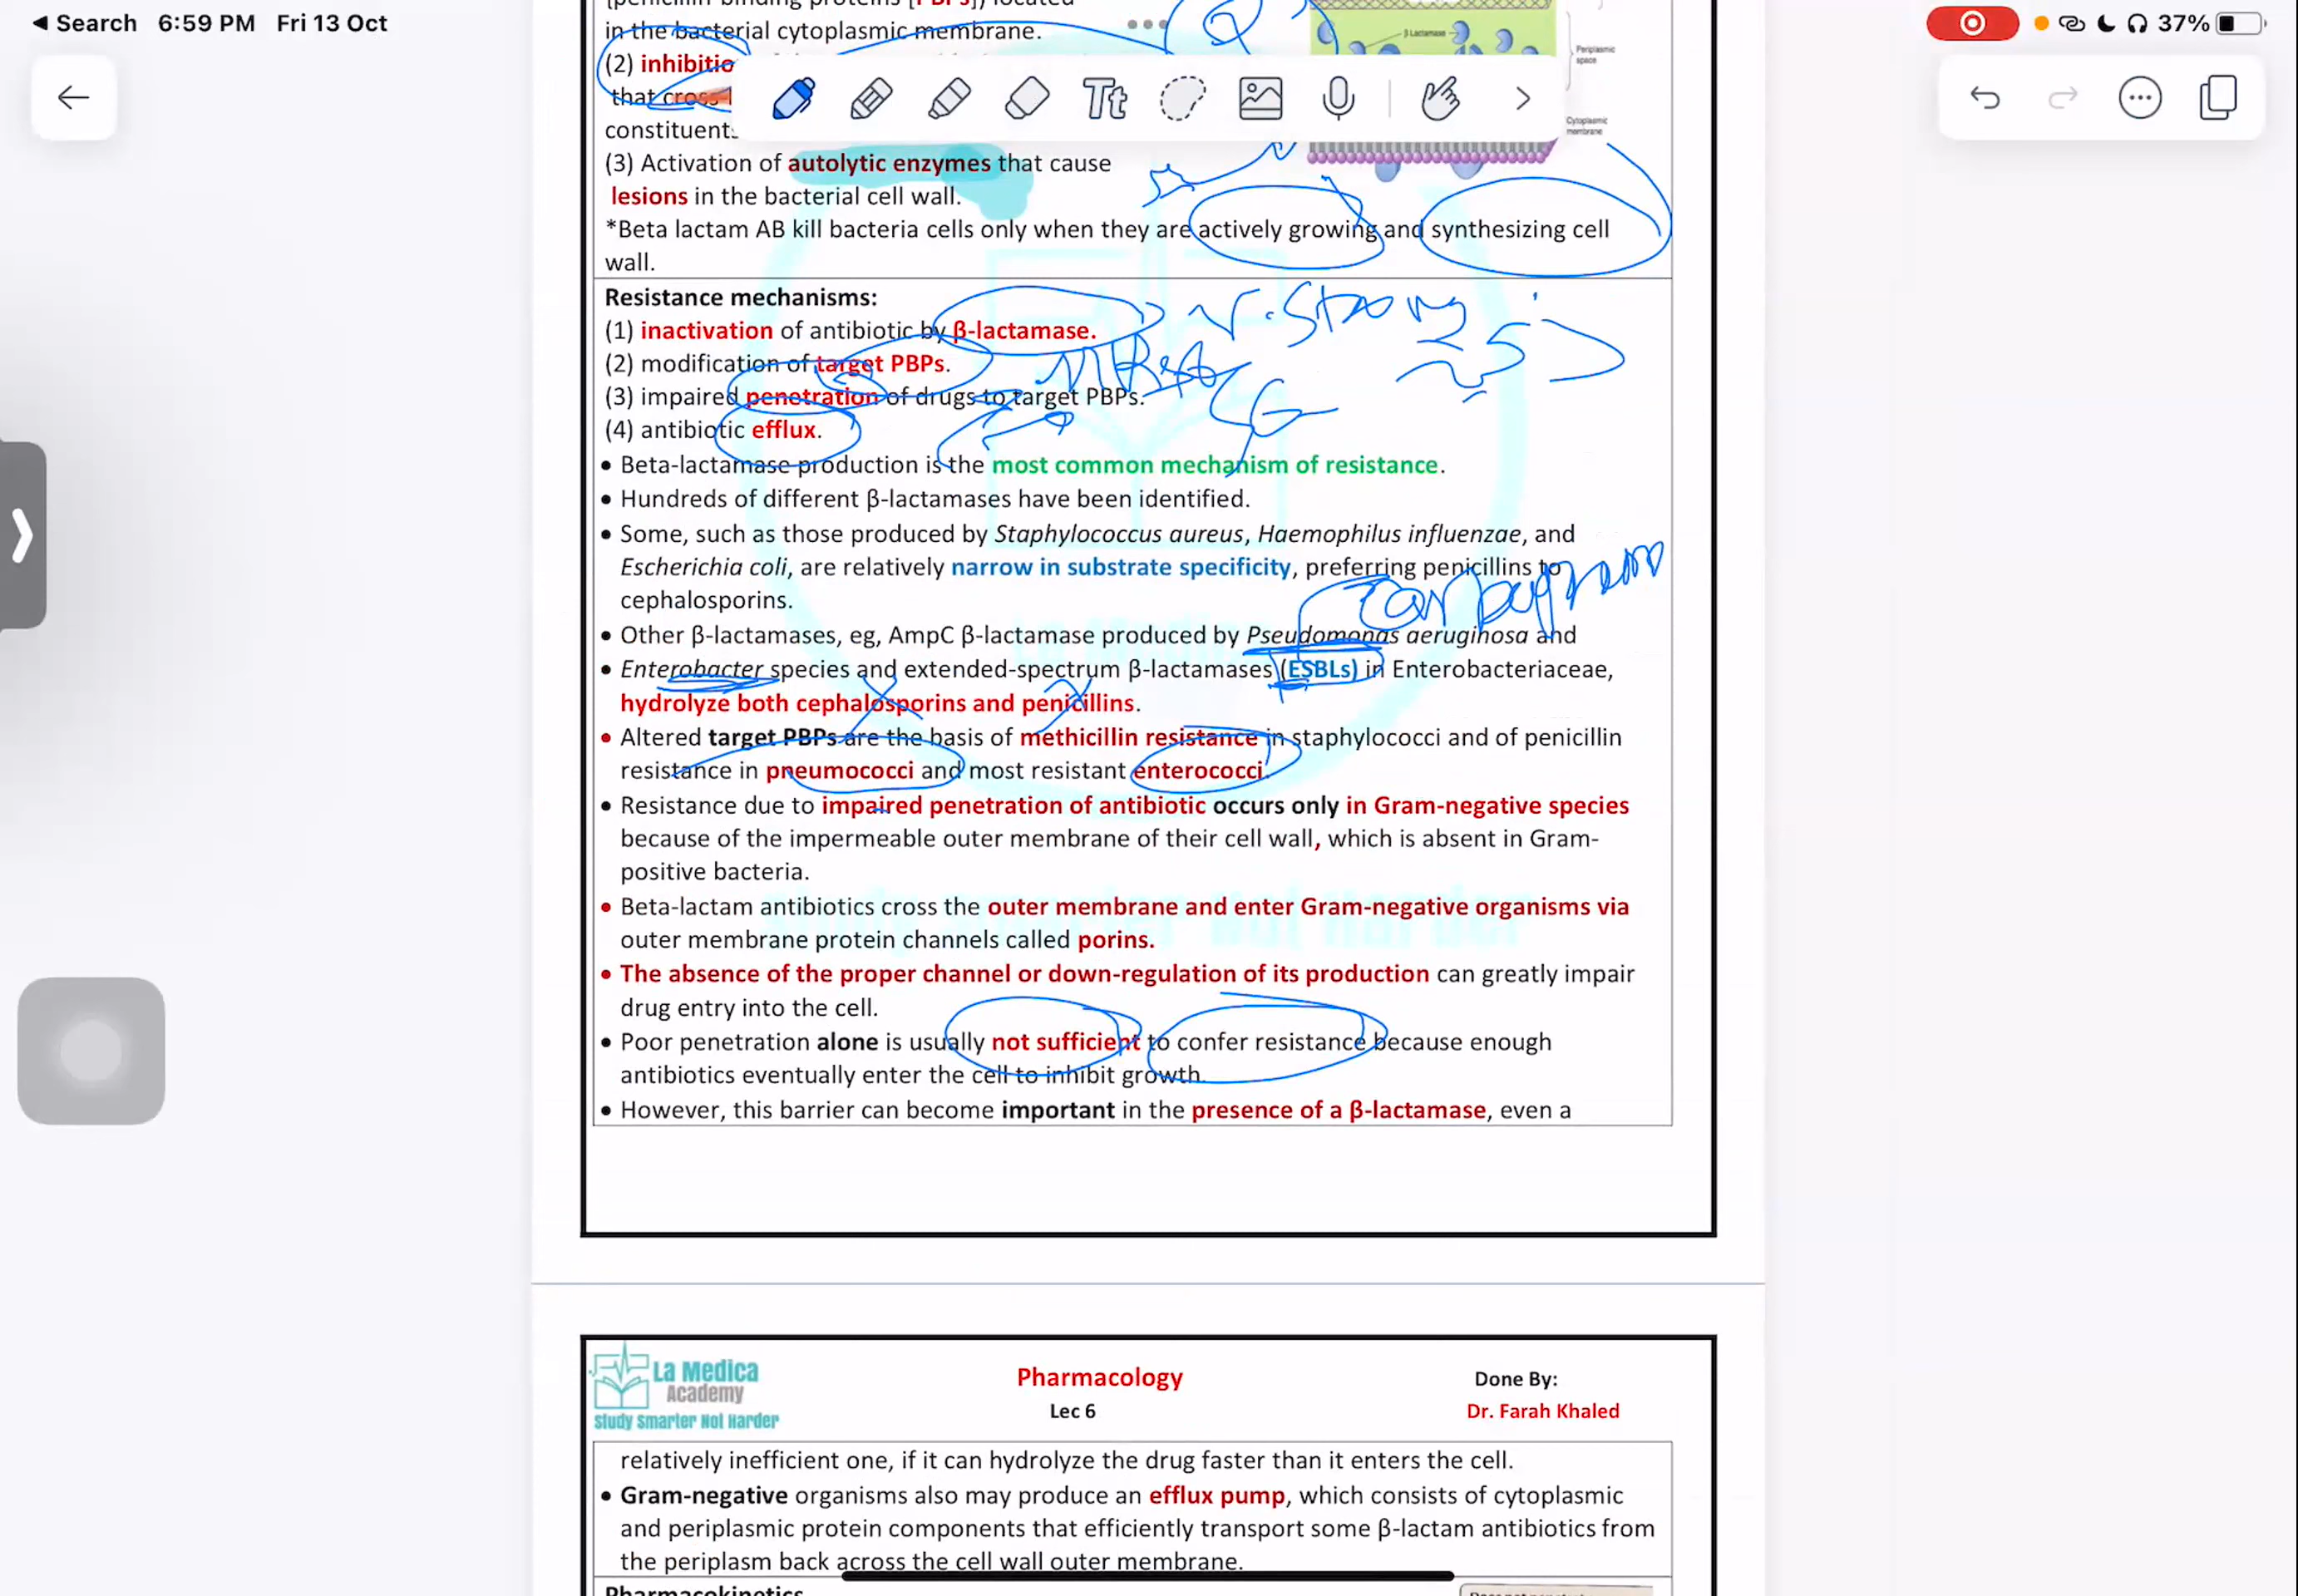 ◀ Search 6:59 PM Fri 13 Oct
37%
in the bacterial cytoplasmic membrane.
(2) inhibitio
that cross-l
constituent
(3) Activation of autolytic enzymes that cause
lesions in the bacterial cell wall.
*Beta lactam AB kill bacteria cells only when they are actively growing and synthesizing cell
wall.
β Lactamase
Periplasmic
space
Cytoplasmic
membrane
Tt
Resistance mechanisms:
(1) inactivation of antibiotic by β-lactamase.
(2) modification of target PBPs.
(3) impaired penetration of drugs to target PBPs.
(4) antibiotic efflux.
• Beta-lactamase production is the most common mechanism of resistance.
• Hundreds of different β-lactamases have been identified.
• Some, such as those produced by Staphylococcus aureus, Haemophilus influenzae, and
Escherichia coli, are relatively narrow in substrate specificity, preferring penicillins to
cephalosporins.
• Other β-lactamases, eg, AmpC β-lactamase produced by Pseudomonas aeruginosa and
• Enterobacter species and extended-spectrum β-lactamases (ESBLs) in Enterobacteriaceae,
hydrolyze both cephalosporins and penicillins.
• Altered target PBPs are the basis of methicillin resistance in staphylococci and of penicillin
resistance in pneumococci and most resistant enterococci.
• Resistance due to impaired penetration of antibiotic occurs only in Gram-negative species
because of the impermeable outer membrane of their cell wall, which is absent in Gram-
positive bacteria.
• Beta-lactam antibiotics cross the outer membrane and enter Gram-negative organisms via
outer membrane protein channels called porins.
• The absence of the proper channel or down-regulation of its production can greatly impair
drug entry into the cell.
• Poor penetration alone is usually not sufficient to confer resistance because enough
antibiotics eventually enter the cell to inhibit growth.
• However, this barrier can become important in the presence of a β-lactamase, even a
La Medica
Academy
Study Smarter Not Harder
Pharmacology
Lec 6
Done By:
Dr. Farah Khaled
relatively inefficient one, if it can hydrolyze the drug faster than it enters the cell.
• Gram-negative organisms also may produce an efflux pump, which consists of cytoplasmic
and periplasmic protein components that efficiently transport some β-lactam antibiotics from
the periplasm back across the cell wall outer membrane.